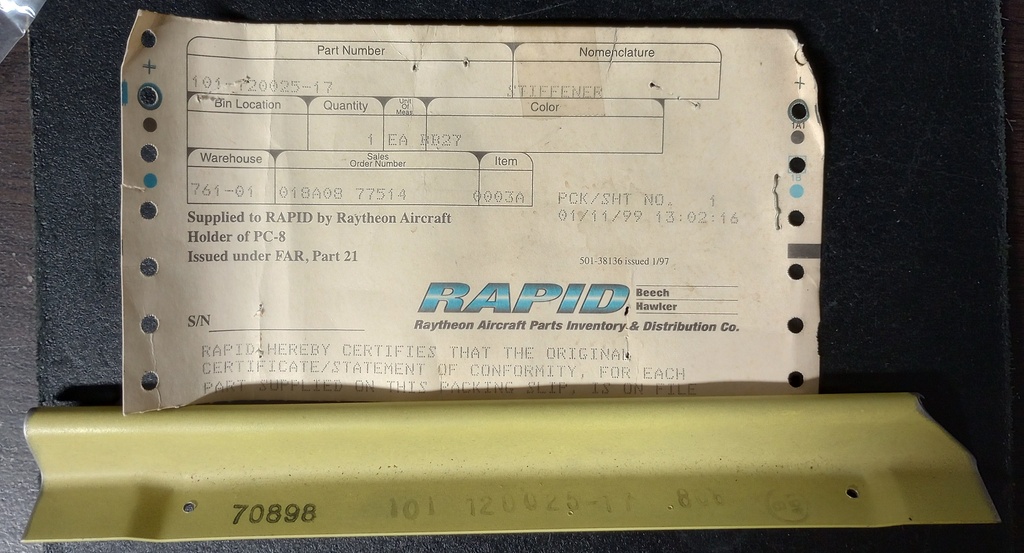 Part Number Nomenclature
101-120025-17 STIFFENER
Bin Location Quantity Unit Of Meas Color
1 EA BB27
Warehouse Sales Order Number Item
761-01 018A08 77514 0003A
PCK/SHT NO. 1
01/11/99 13:02:16
Supplied to RAPID by Raytheon Aircraft
Holder of PC-8
Issued under FAR, Part 21
501-38136 issued 1/97
RAPID Beech
Hawker
Raytheon Aircraft Parts Inventory & Distribution Co.
S/N
RAPID HEREBY CERTIFIES THAT THE ORIGINAL
CERTIFICATE/STATEMENT OF CONFORMITY, FOR EACH
PART SUPPLIED ON THIS PACKING SLIP, IS ON FILE
70898 101 120025-17